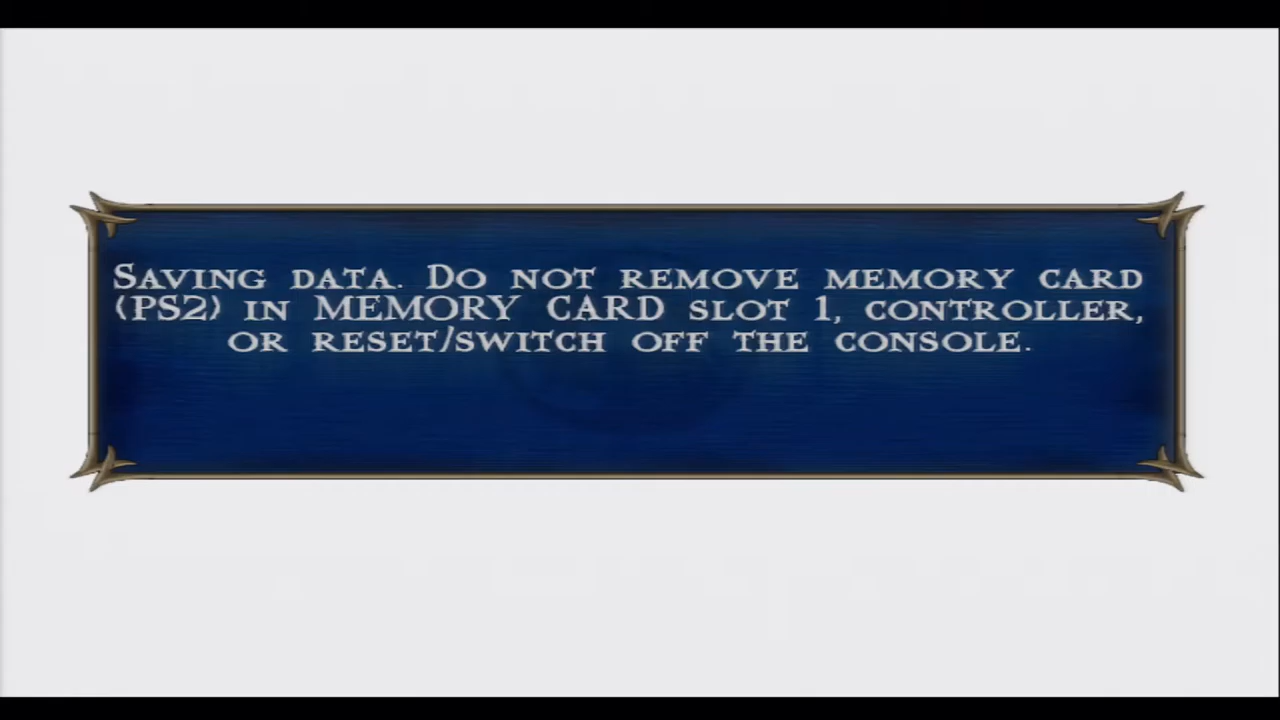 Saving data. Do not remove memory card
(PS2) in MEMORY CARD slot 1, controller,
or reset/switch off the console.